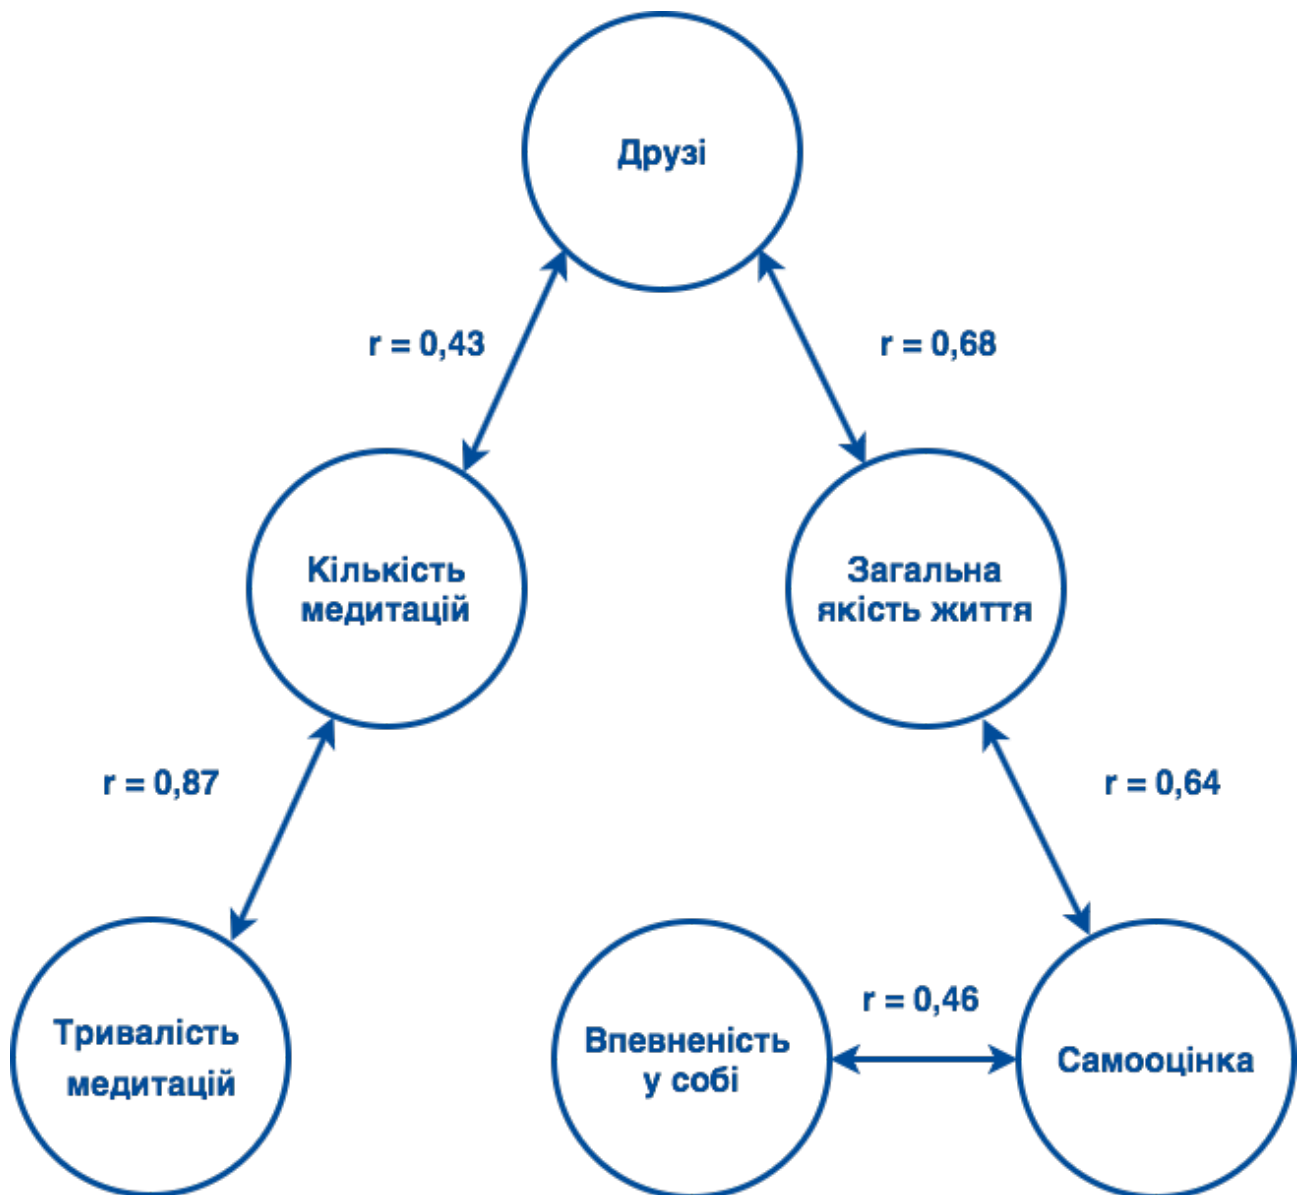 Друзі
r = 0,43
r = 0,68
Кількість
медитацій
Загальна
якість життя
r = 0,87
r = 0,64
Тривалість
медитацій
Впевненість
у собі
r = 0,46
Самооцінка